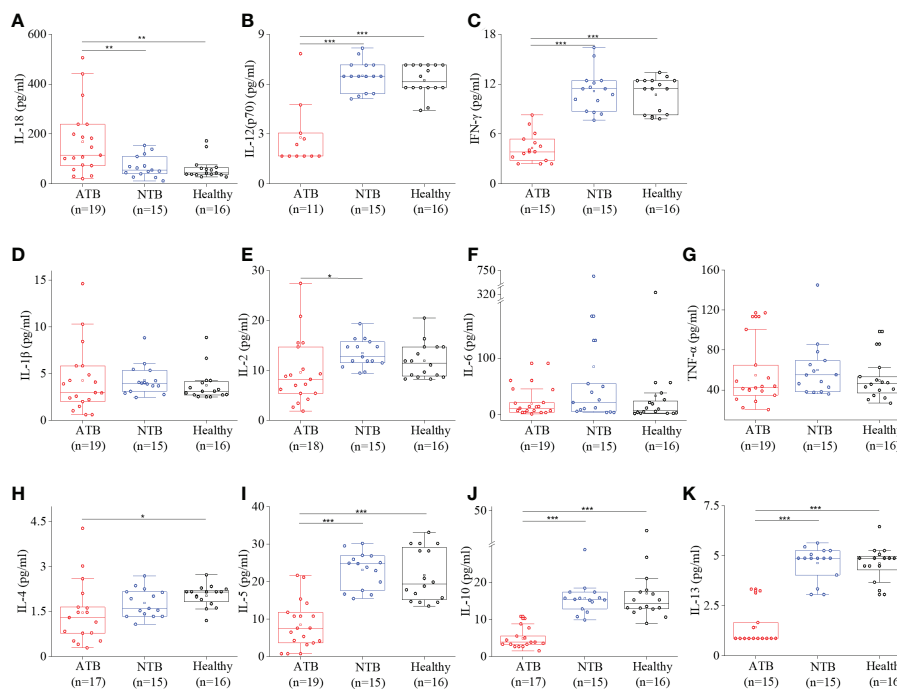 A
IL-18 (pg/ml)
600
400
200
0
**
**
ATB NTB Healthy
(n=19) (n=15) (n=16)
B
IL-12(p70) (pg/ml)
9
6
3
0
***
***
ATB NTB Healthy
(n=11) (n=15) (n=16)
C
IFN-γ (pg/ml)
18
12
6
0
***
***
ATB NTB Healthy
(n=15) (n=15) (n=16)
D
IL-1β (pg/ml)
15
10
5
0
ATB NTB Healthy
(n=19) (n=15) (n=16)
E
IL-2 (pg/ml)
30
20
10
0
*
ATB NTB Healthy
(n=18) (n=15) (n=16)
F
IL-6 (pg/ml)
750
320
100
0
ATB NTB Healthy
(n=19) (n=15) (n=16)
G
TNF-α (pg/ml)
160
120
80
40
0
ATB NTB Healthy
(n=19) (n=15) (n=16)
H
IL-4 (pg/ml)
4.5
3.0
1.5
0
*
ATB NTB Healthy
(n=17) (n=15) (n=16)
I
IL-5 (pg/ml)
40
30
20
10
0
***
***
ATB NTB Healthy
(n=19) (n=15) (n=16)
J
IL-10 (pg/ml)
50
30
20
10
0
***
***
ATB NTB Healthy
(n=17) (n=15) (n=16)
K
IL-13 (pg/ml)
7.5
5.0
2.5
0
***
***
ATB NTB Healthy
(n=15) (n=15) (n=16)